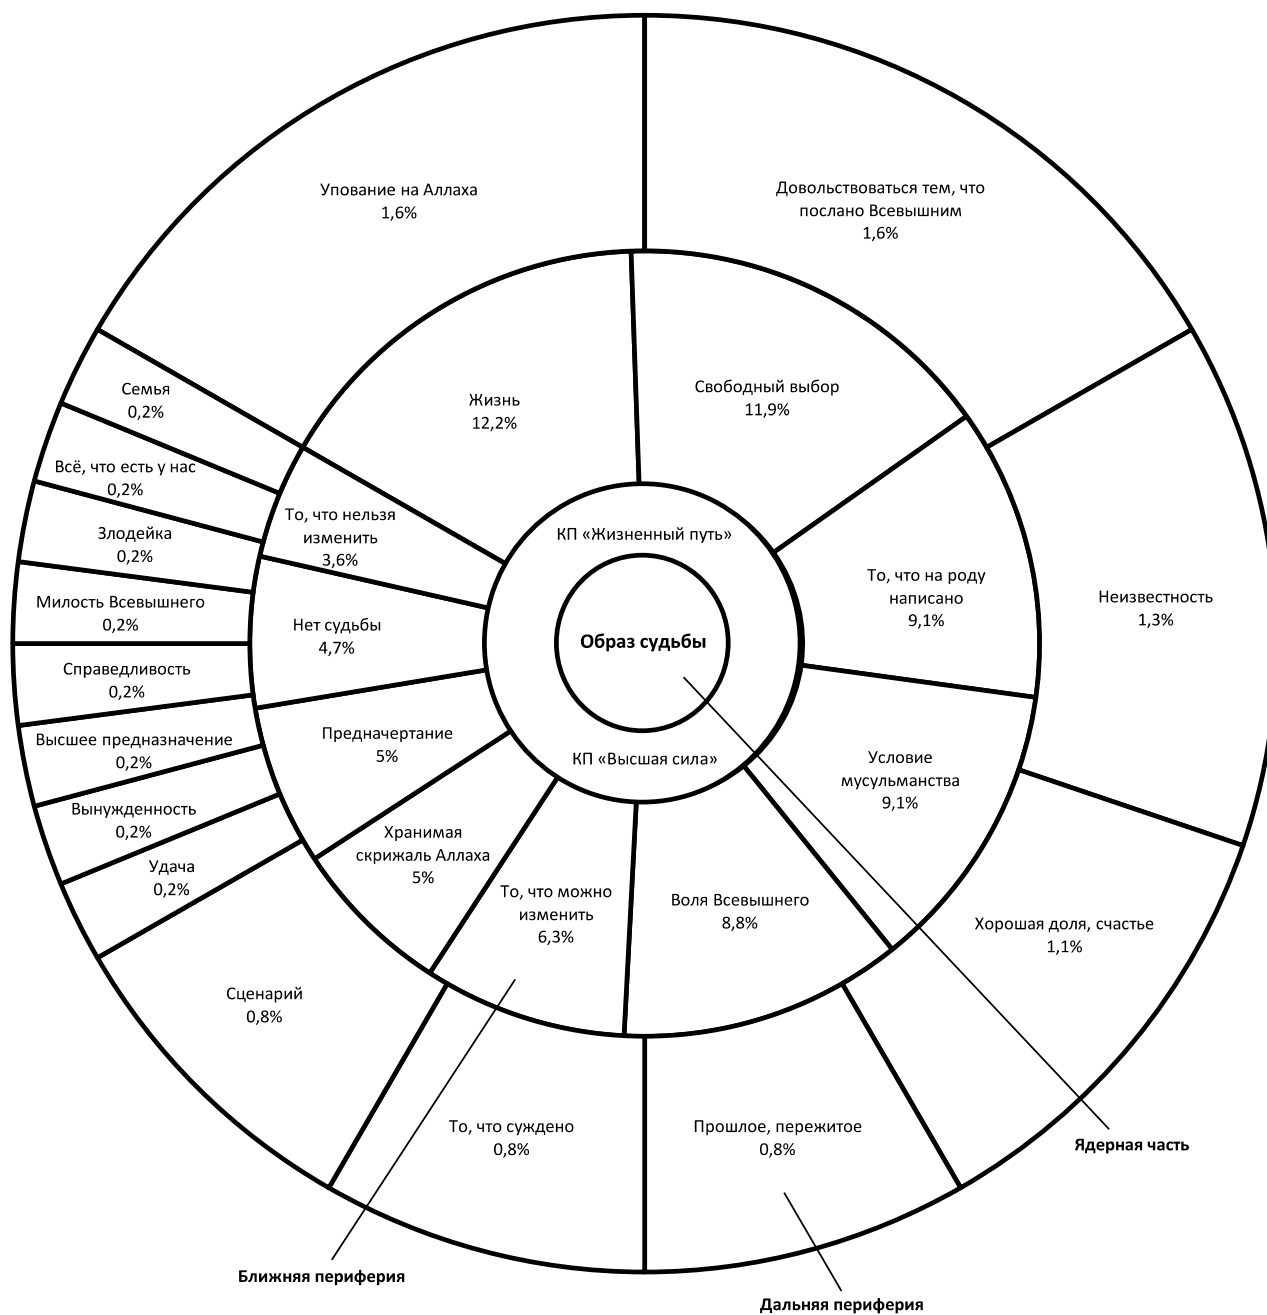 Упование на Аллаха
1,6%
Довольствоваться тем, что
послано Всевышним
1,6%
Семья
0,2%
Жизнь
12,2%
Свободный выбор
11,9%
Всё, что есть у нас
0,2%
Злодейка
0,2%
То, что нельзя
изменить
3,6%
КП «Жизненный путь»
То, что на роду
написано
9,1%
Неизвестность
1,3%
Милость Всевышнего
0,2%
Нет судьбы
4,7%
Образ судьбы
Справедливость
0,2%
Высшее предназначение
0,2%
Предначертание
5%
КП «Высшая сила»
Условие
мусульманства
9,1%
Вынужденность
0,2%
Удача
0,2%
Хранимая
скрижаль Аллаха
5%
То, что можно
изменить
6,3%
Воля Всевышнего
8,8%
Хорошая доля, счастье
1,1%
Сценарий
0,8%
То, что суждено
0,8%
Прошлое, пережитое
0,8%
Ядерная часть
Ближняя периферия
Дальняя периферия